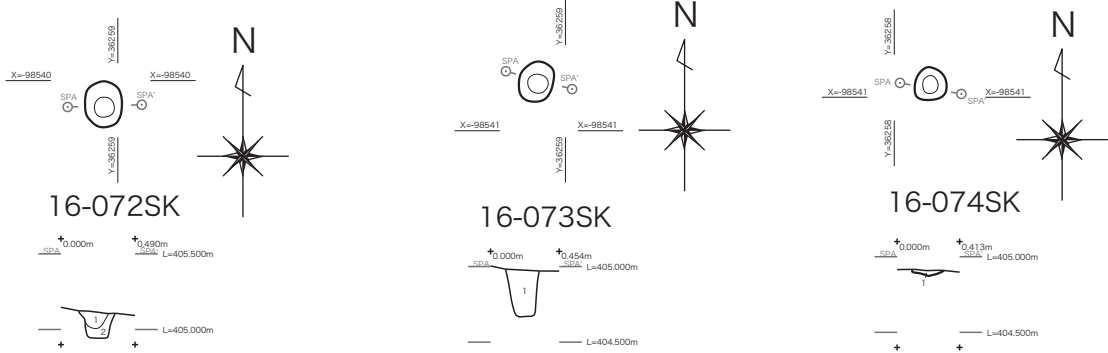 Y=36259
N
X=-98540
X=-98540
SPA
SPA'
Y=36259
16-072SK
0.000m
0.490m
SPA
SPA'
L=405.500m
1
2
L=405.000m
Y=36259
N
SPA
SPA'
X=-98541
X=-98541
Y=36259
16-073SK
0.000m
0.454m
SPA
SPA'
L=405.000m
1
L=404.500m
Y=36258
N
SPA
SPA'
X=-98541
X=-98541
Y=36258
16-074SK
0.000m
0.413m
SPA
SPA'
L=405.000m
1
L=404.500m